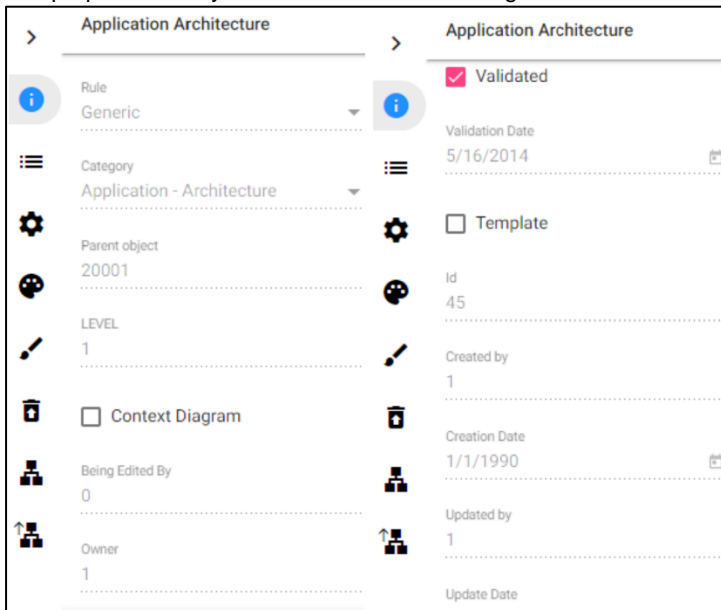 Application Architecture
Rule
Generic
Category
Application - Architecture
Parent object
20001
LEVEL
1
Context Diagram
Being Edited By
0
Owner
1
Application Architecture
Validated
Validation Date
5/16/2014
Template
Id
45
Created by
1
Creation Date
1/1/1990
Updated by
1
Update Date